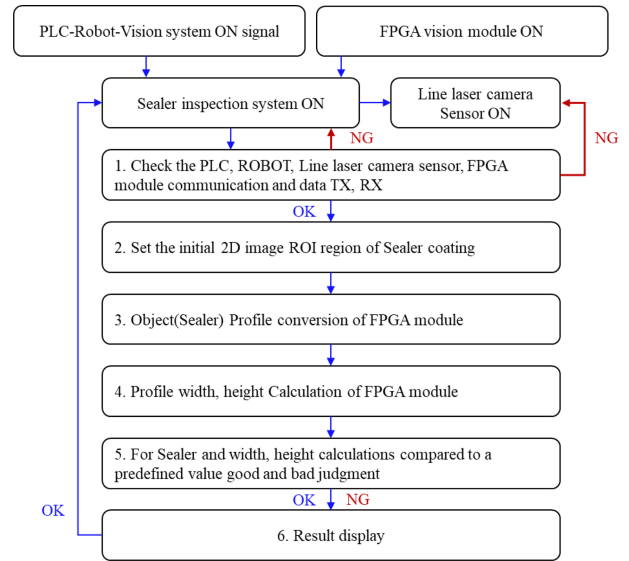 PLC-Robot-Vision system ON signal
FPGA vision module ON
Sealer inspection system ON
Line laser camera
Sensor ON
NG
NG
1. Check the PLC, ROBOT, Line laser camera sensor, FPGA
module communication and data TX, RX
OK
2. Set the initial 2D image ROI region of Sealer coating
3. Object(Sealer) Profile conversion of FPGA module
4. Profile width, height Calculation of FPGA module
5. For Sealer and width, height calculations compared to a
predefined value good and bad judgment
OK NG
OK
6. Result display